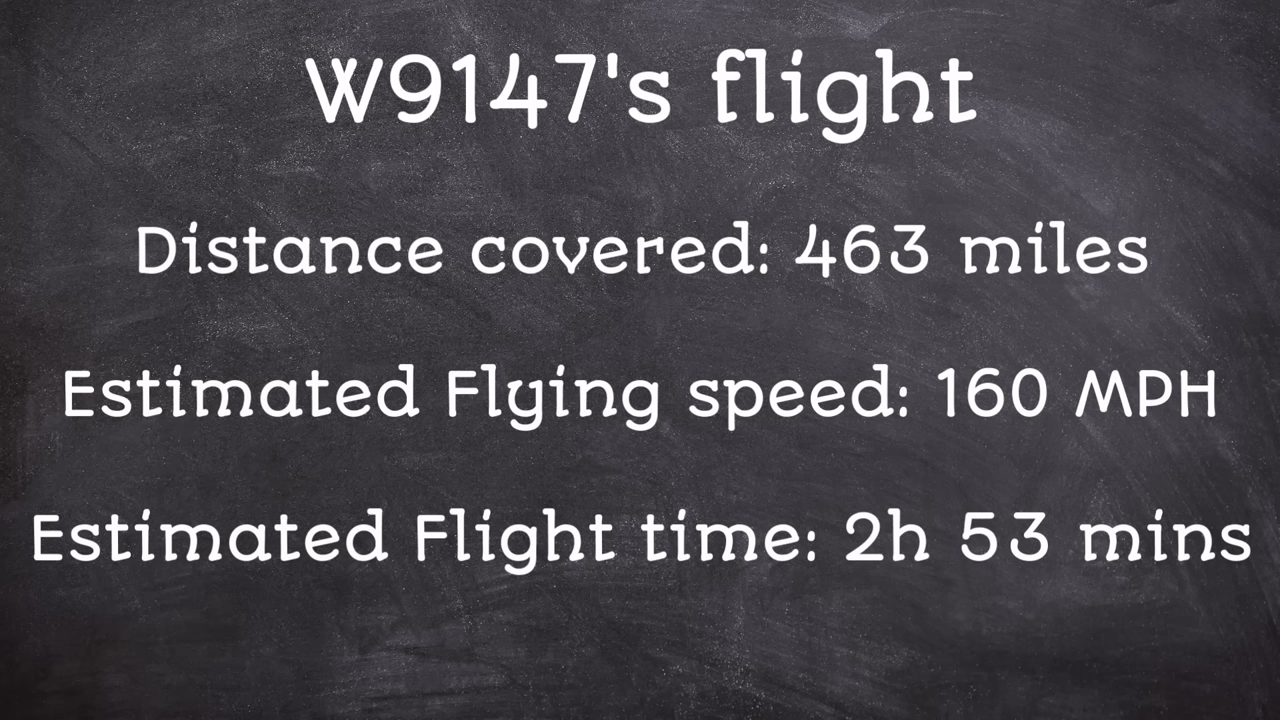 W9147's flight
Distance covered: 463 miles
Estimated Flying speed: 160 MPH
Estimated Flight time: 2h 53 mins